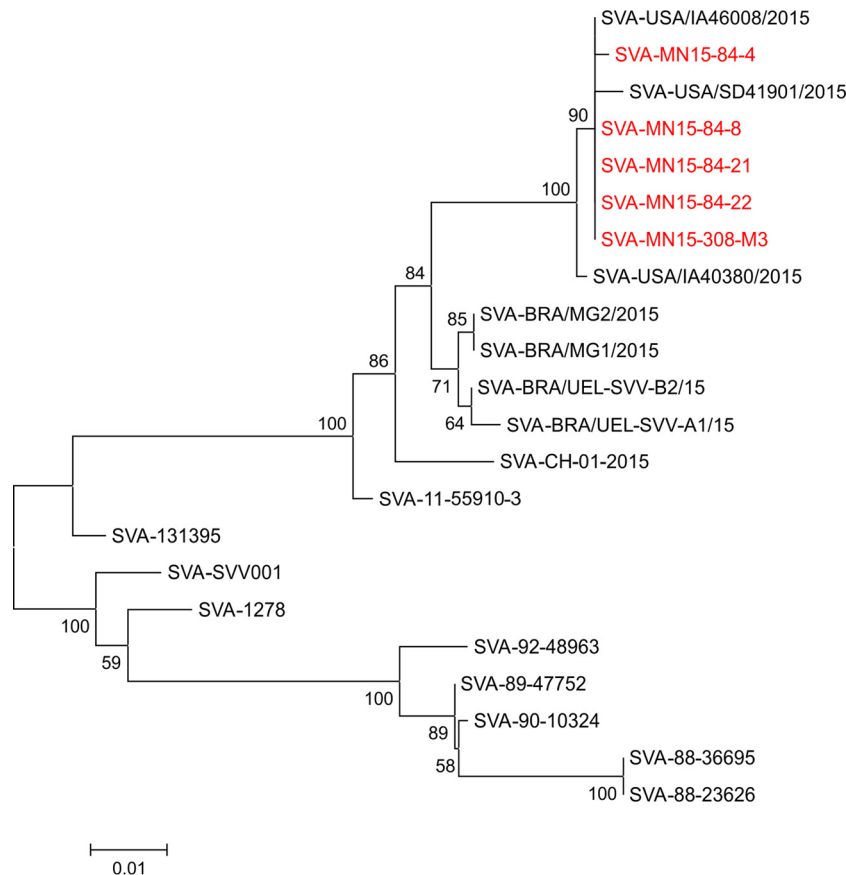 SVA-USA/IA46008/2015
SVA-MN15-84-4
SVA-USA/SD41901/2015
90
SVA-MN15-84-8
SVA-MN15-84-21
100
SVA-MN15-84-22
SVA-MN15-308-M3
84
SVA-USA/IA40380/2015
85
SVA-BRA/MG2/2015
SVA-BRA/MG1/2015
86
71
SVA-BRA/UEL-SVV-B2/15
64
SVA-BRA/UEL-SVV-A1/15
100
SVA-CH-01-2015
SVA-11-55910-3
SVA-131395
SVA-SVV001
100
SVA-1278
59
SVA-92-48963
100
SVA-89-47752
89
SVA-90-10324
58
SVA-88-36695
100
SVA-88-23626
0.01